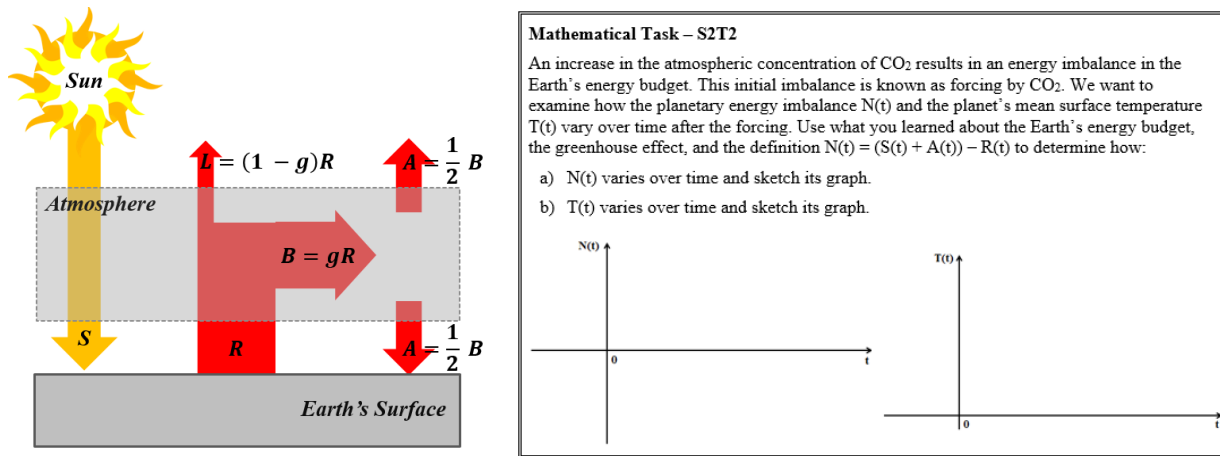 Sun
L = (1 − g)R
A = 1/2 B
Atmosphere
B = gR
S
R
A = 1/2 B
Earth's Surface
Mathematical Task – S2T2
An increase in the atmospheric concentration of CO₂ results in an energy imbalance in the
Earth's energy budget. This initial imbalance is known as forcing by CO₂. We want to
examine how the planetary energy imbalance N(t) and the planet's mean surface temperature
T(t) vary over time after the forcing. Use what you learned about the Earth's energy budget,
the greenhouse effect, and the definition N(t) = (S(t) + A(t)) – R(t) to determine how:
a) N(t) varies over time and sketch its graph.
b) T(t) varies over time and sketch its graph.
N(t)
0
t
T(t)
0
t